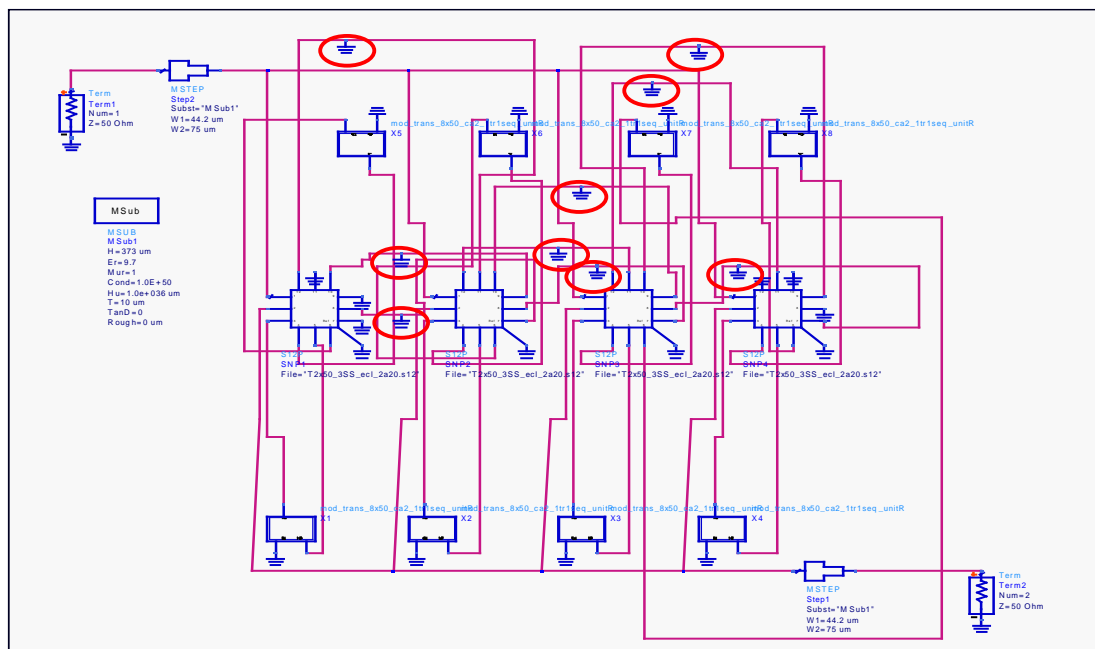 Term
Term1
Num=1
Z=50 Ohm
MSTEP
Step2
Subst="MSub1"
W1=44.2 um
W2=75 um
X5
X6
mod_trans_8x50_ca2_1tr1seq_unitR
X7
X8
MSub
MSUB
MSub1
H=373 um
Er=9.7
Mur=1
Cond=1.0E+50
Hu=1.0e+036 um
T=10 um
TanD=0
Rough=0 um
S12P
SNP1
File="T2x50_3SS_ecl_2a20.s12"
S12P
SNP2
File="T2x50_3SS_ecl_2a20.s12"
S12P
SNP3
File="T2x50_3SS_ecl_2a20.s12"
S12P
SNP4
File="T2x50_3SS_ecl_2a20.s12"
X1
X2
X3
mod_trans_8x50_ca2_1tr1seq_unitR
X4
MSTEP
Step1
Subst="MSub1"
W1=44.2 um
W2=75 um
Term
Term2
Num=2
Z=50 Ohm